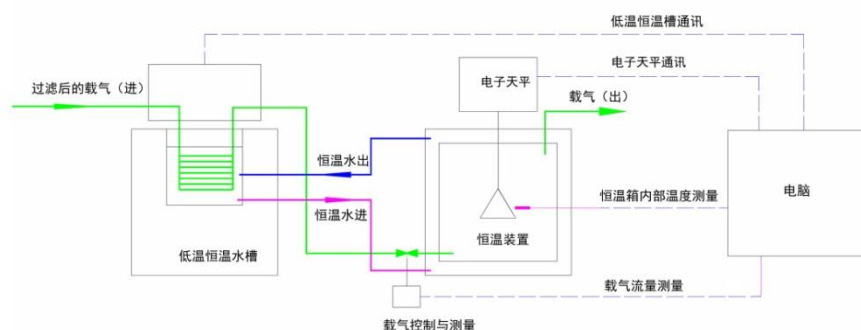 低温恒温槽通讯
过滤后的载气（进）
电子天平
电子天平通讯
载气（出）
恒温水出
恒温水进
恒温箱内部温度测量
电脑
恒温装置
低温恒温水槽
载气流量测量
载气控制与测量